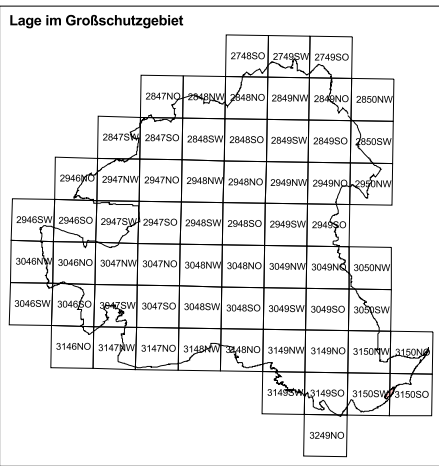 Lage im Großschutzgebiet
2748SO 2749SW 2749SO
2847NO 2848NW 2848NO 2849NW 2849NO 2850NW
2847SW 2847SO 2848SW 2848SO 2849SW 2849SO 2850SW
2946NO 2947NW 2947NO 2948NW 2948NO 2949NW 2949NO 2950NW
2946SW 2946SO 2947SW 2947SO 2948SW 2948SO 2949SW 2949SO
3046NW 3046NO 3047NW 3047NO 3048NW 3048NO 3049NW 3049NO 3050NW
3046SW 3046SO 3047SW 3047SO 3048SW 3048SO 3049SW 3049SO 3050SW
3146NO 3147NW 3147NO 3148NW 3148NO 3149NW 3149NO 3150NW 3150NO
3149SW 3149SO 3150SW 3150SO
3249NO